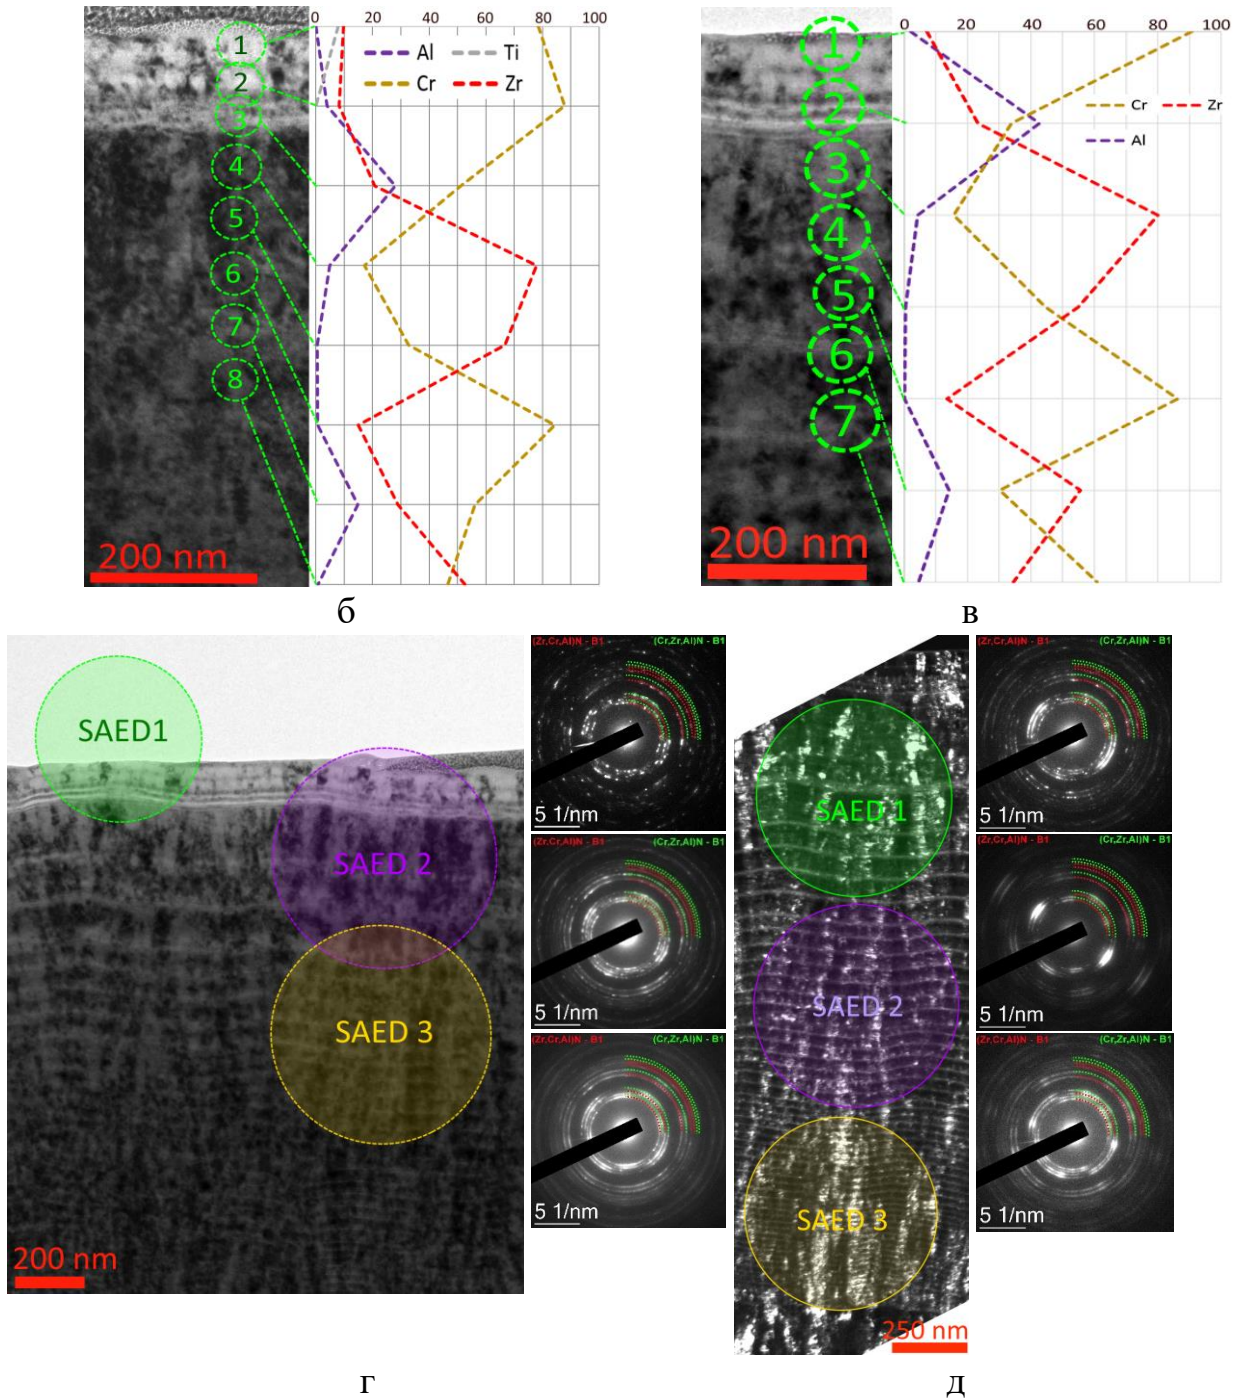 0 20 40 60 80 100
Al Ti
Cr Zr
1
2
3
4
5
6
7
8
200 nm
б
0 20 40 60 80 100
Cr Zr
Al
1
2
3
4
5
6
7
200 nm
в
SAED1
SAED 2
SAED 3
200 nm
(Zr,Cr,Al)N - B1 (Cr,Zr,Al)N - B1
5 1/nm
(Zr,Cr,Al)N - B1 (Cr,Zr,Al)N - B1
5 1/nm
(Zr,Cr,Al)N - B1 (Cr,Zr,Al)N - B1
5 1/nm
г
SAED 1
SAED 2
SAED 3
250 nm
(Zr,Cr,Al)N - B1 (Cr,Zr,Al)N - B1
5 1/nm
(Zr,Cr,Al)N - B1 (Cr,Zr,Al)N - B1
5 1/nm
(Zr,Cr,Al)N - B1 (Cr,Zr,Al)N - B1
5 1/nm
д